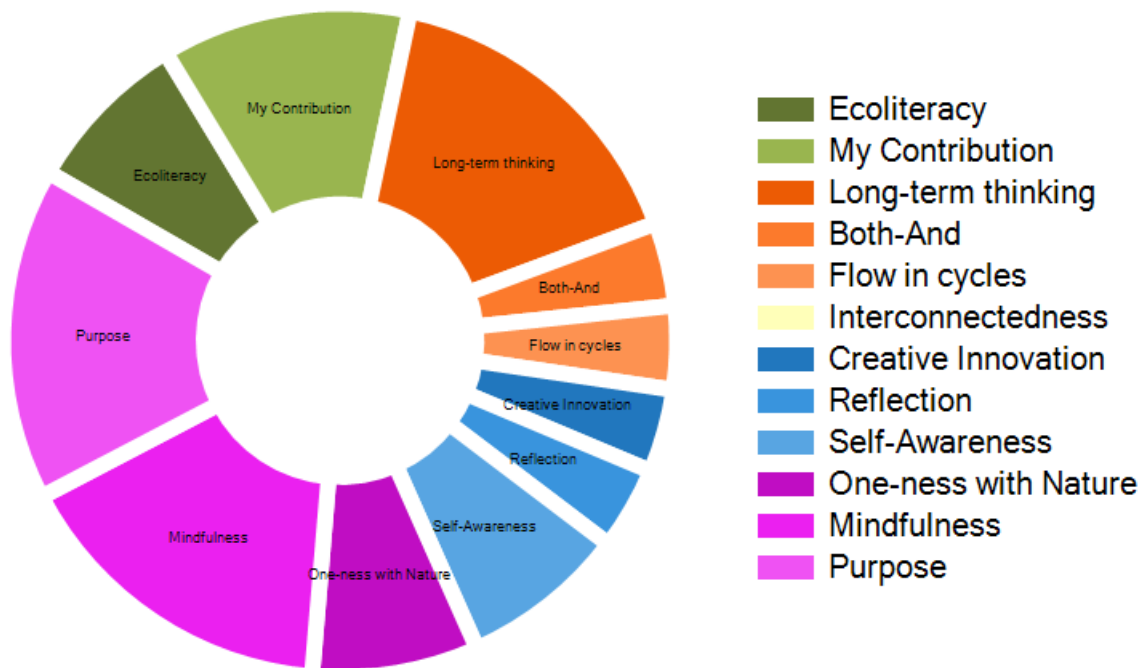 My Contribution
Long-term thinking
Ecoliteracy
Both-And
Purpose
Flow in cycles
Creative Innovation
Reflection
Self-Awareness
Mindfulness
One-ness with Nature
Ecoliteracy
My Contribution
Long-term thinking
Both-And
Flow in cycles
Interconnectedness
Creative Innovation
Reflection
Self-Awareness
One-ness with Nature
Mindfulness
Purpose